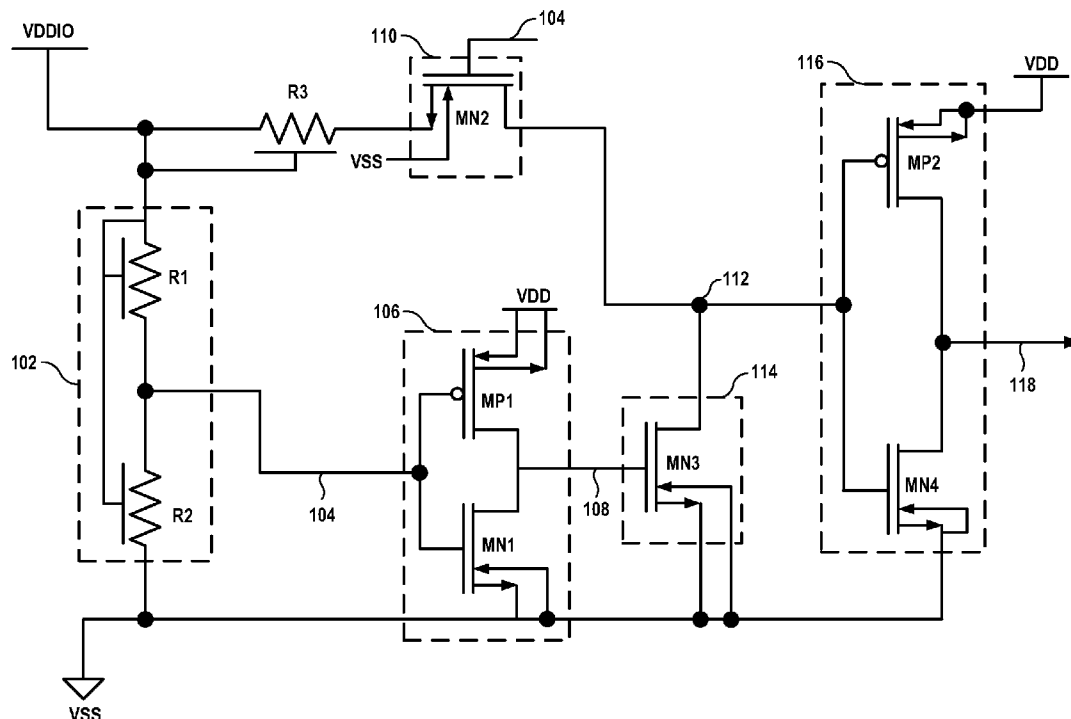 VDDIO
110
104
R3
MN2
VSS
116
VDD
MP2
R1
102
106
VDD
112
MP1
114
118
104
108
MN3
MN4
R2
MN1
VSS